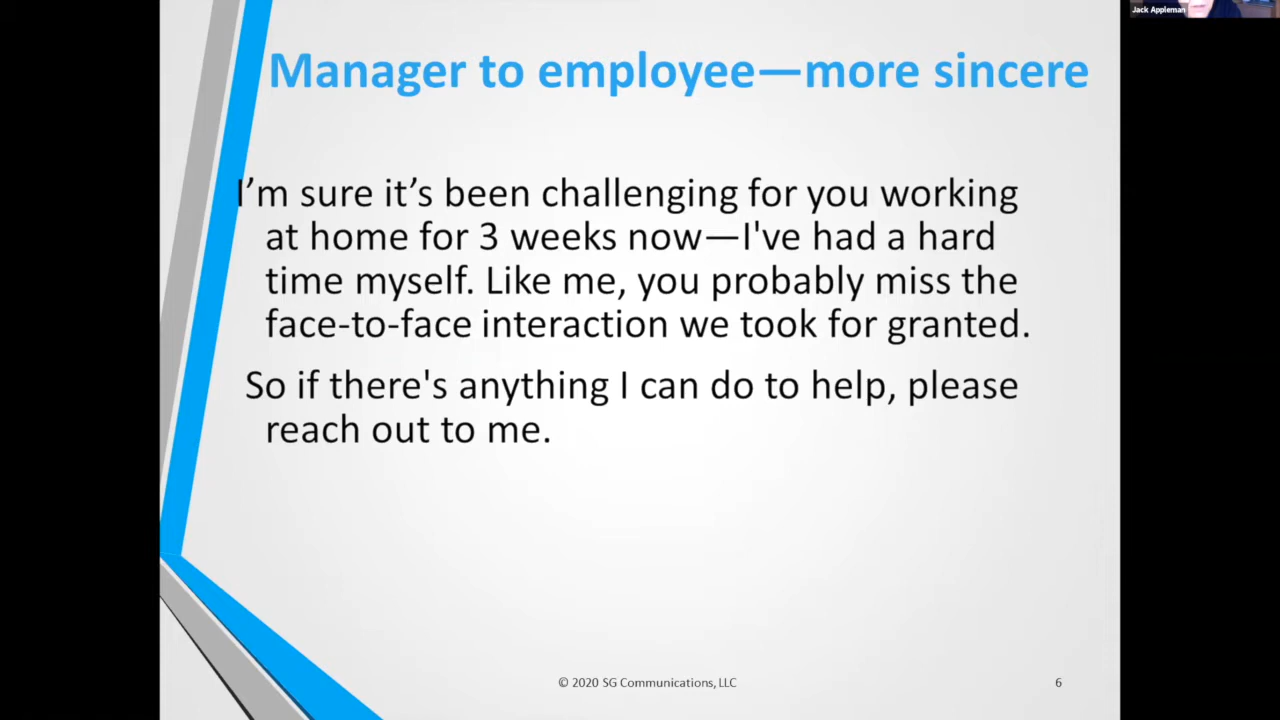 Jack Appleman
Manager to employee—more sincere
I’m sure it’s been challenging for you working
at home for 3 weeks now—I've had a hard
time myself. Like me, you probably miss the
face-to-face interaction we took for granted.
So if there's anything I can do to help, please
reach out to me.
© 2020 SG Communications, LLC
6